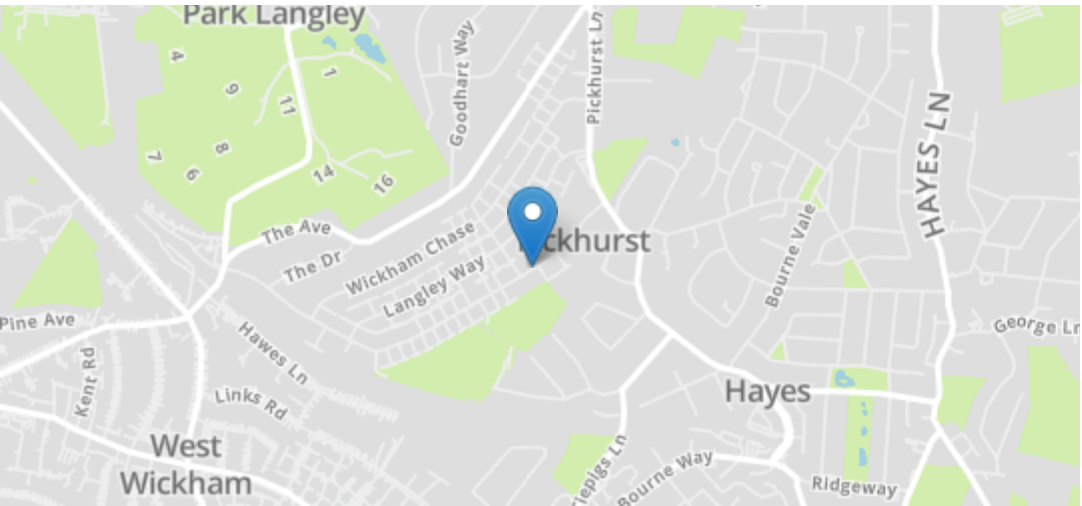 Park Langley
4
9
1
11
7
6
8
14
16
Goodhart Way
Pickhurst Ln
HAYES LN
The Ave
The Dr
Wickham Chase
Langley Way
ckhurst
Bourne Vale
Pine Ave
Kent Rd
Hawes Ln
Links Rd
George Ln
Hayes
West
Wickham
Bourne Way
Ridgeway